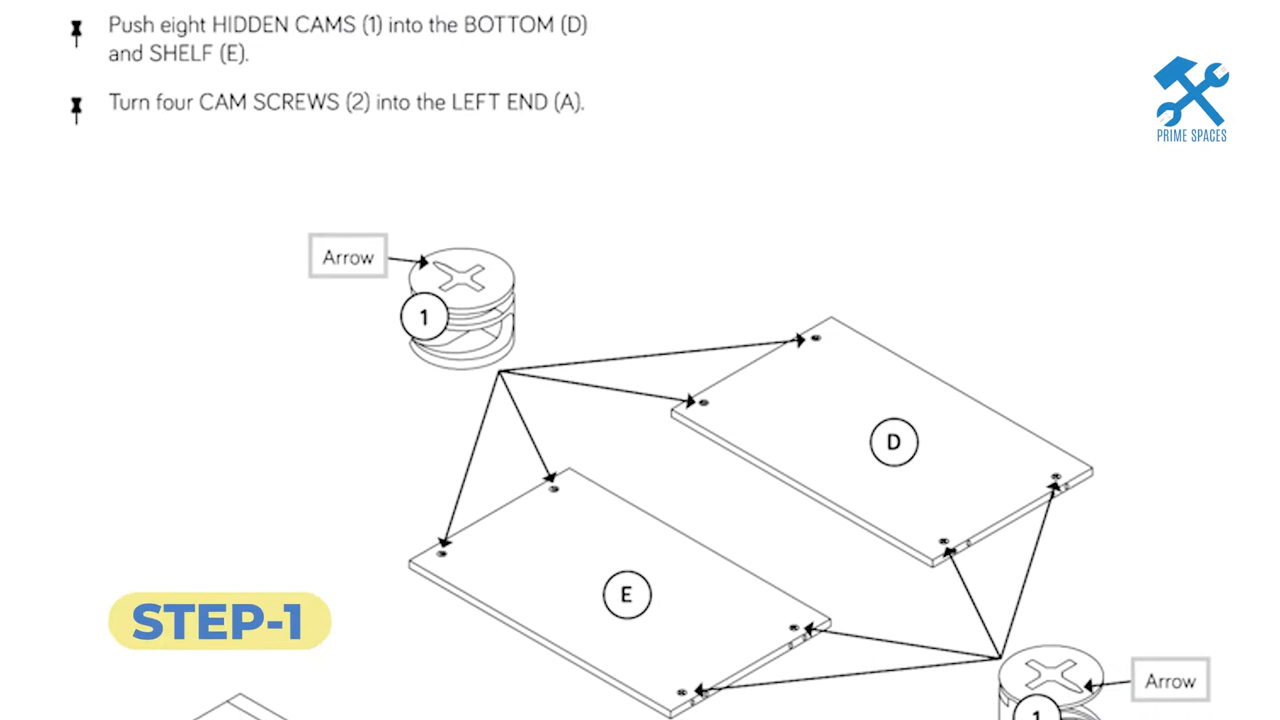 Push eight HIDDEN CAMS (1) into the BOTTOM (D)
and SHELF (E).
Turn four CAM SCREWS (2) into the LEFT END (A).
PRIME SPACES
Arrow
1
D
E
STEP-1
Arrow
1